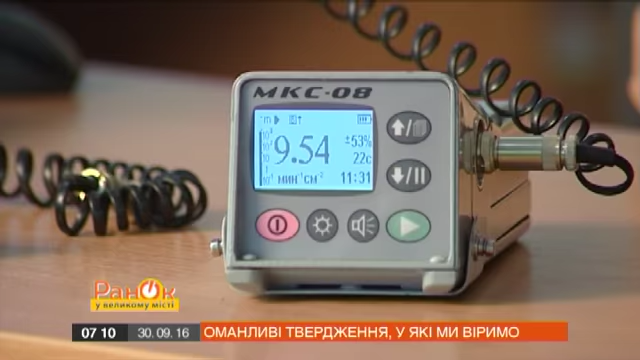 МКС-08
9.54
±53%
22с
мин⁻¹см⁻²
11:31
Ранок
у великому місті
07 10
30. 09. 16
ОМАНЛИВІ ТВЕРДЖЕННЯ, У ЯКІ МИ ВІРИМО